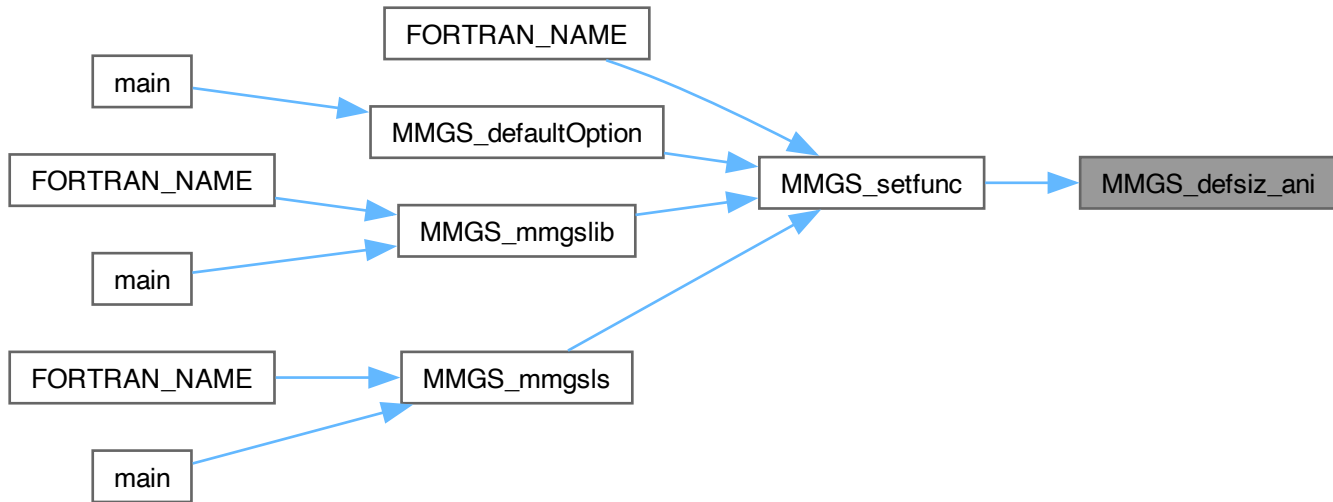 FORTRAN_NAME
main
MMGS_defaultOption
FORTRAN_NAME
MMGS_setfunc
MMGS_defsiz_ani
MMGS_mmgslib
main
FORTRAN_NAME
MMGS_mmgsls
main